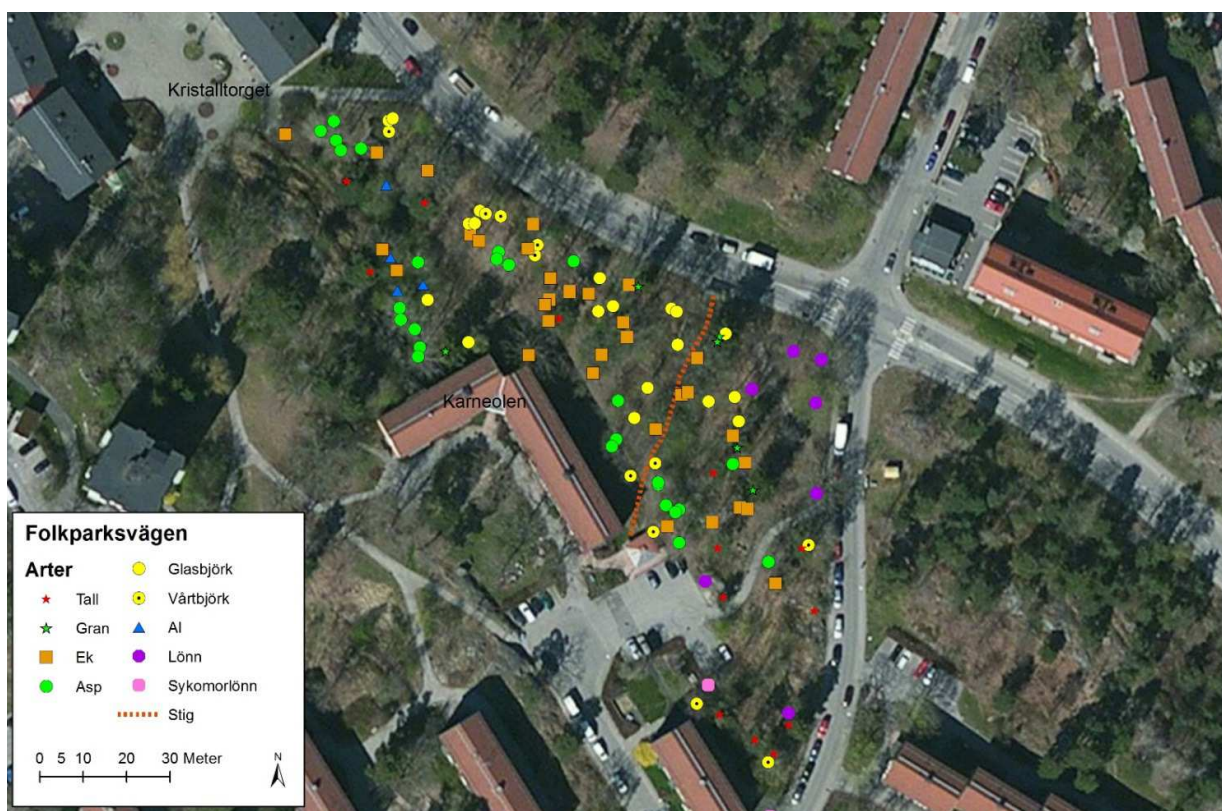 Kristalltorget
Karneolen
Folkparksvägen
Arter
Tall
Gran
Ek
Asp
Glasbjörk
Vårtbjörk
Al
Lönn
Sykomorlönn
Stig
0 5 10 20 30 Meter
N